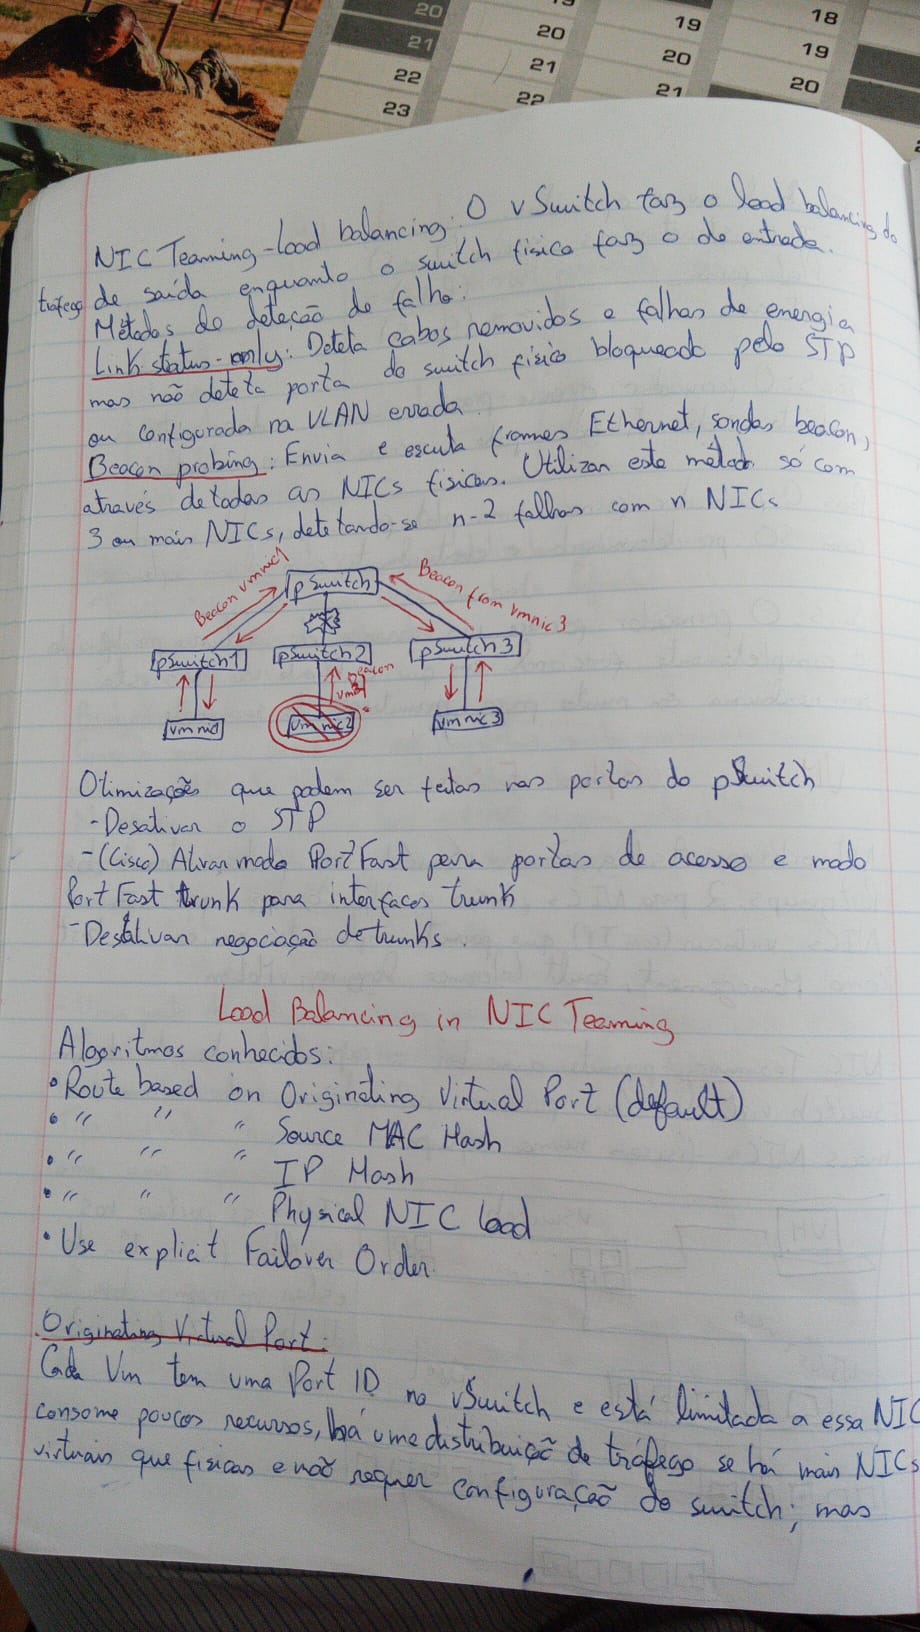 20
21
22
23
19
20
21
22
19
20
21
18
19
20
NIC Teaming - Load balancing: O vSwitch faz o load balancing do
tráfego de saída enquanto o switch físico faz o de entrada.
Métodos de deteção de falha:
Link status-only: Deteta cabos removidos e falhas de energia
mas não deteta porta do switch físico bloqueado pelo STP
ou configurada na VLAN errada.
Beacon probing: Envia e escuta frames Ethernet, sondas beacon,
através de todas as NICs físicas. Utilizar este método só com
3 ou mais NICs, detetando-se n-2 falhas com n NICs
Beacon vmnic1
pSwitch
Beacon from vmnic 3
pSwitch1
pSwitch2
pSwitch3
Beacon
vmnic2
vmnic3
Otimizações que podem ser feitas nas portas do pSwitch
- Desativar o STP
- (Cisco) Ativar modo PortFast para portas de acesso e modo
PortFast trunk para interfaces trunk
- Desativar negociação de trunks.
Load Balancing in NIC Teaming
Algoritmos conhecidos:
• Route based on Originating Virtual Port (default)
• " " " Source MAC Hash
• " " " IP Hash
• " " " Physical NIC load
• Use explicit Failover Order
Originating Virtual Port:
Cada Vm tem uma Port ID no vSwitch e está limitada a essa NIC
consome poucos recursos, há uma distribuição de tráfego se há mais NICs
virtuais que físicas e não requer configuração do switch; mas